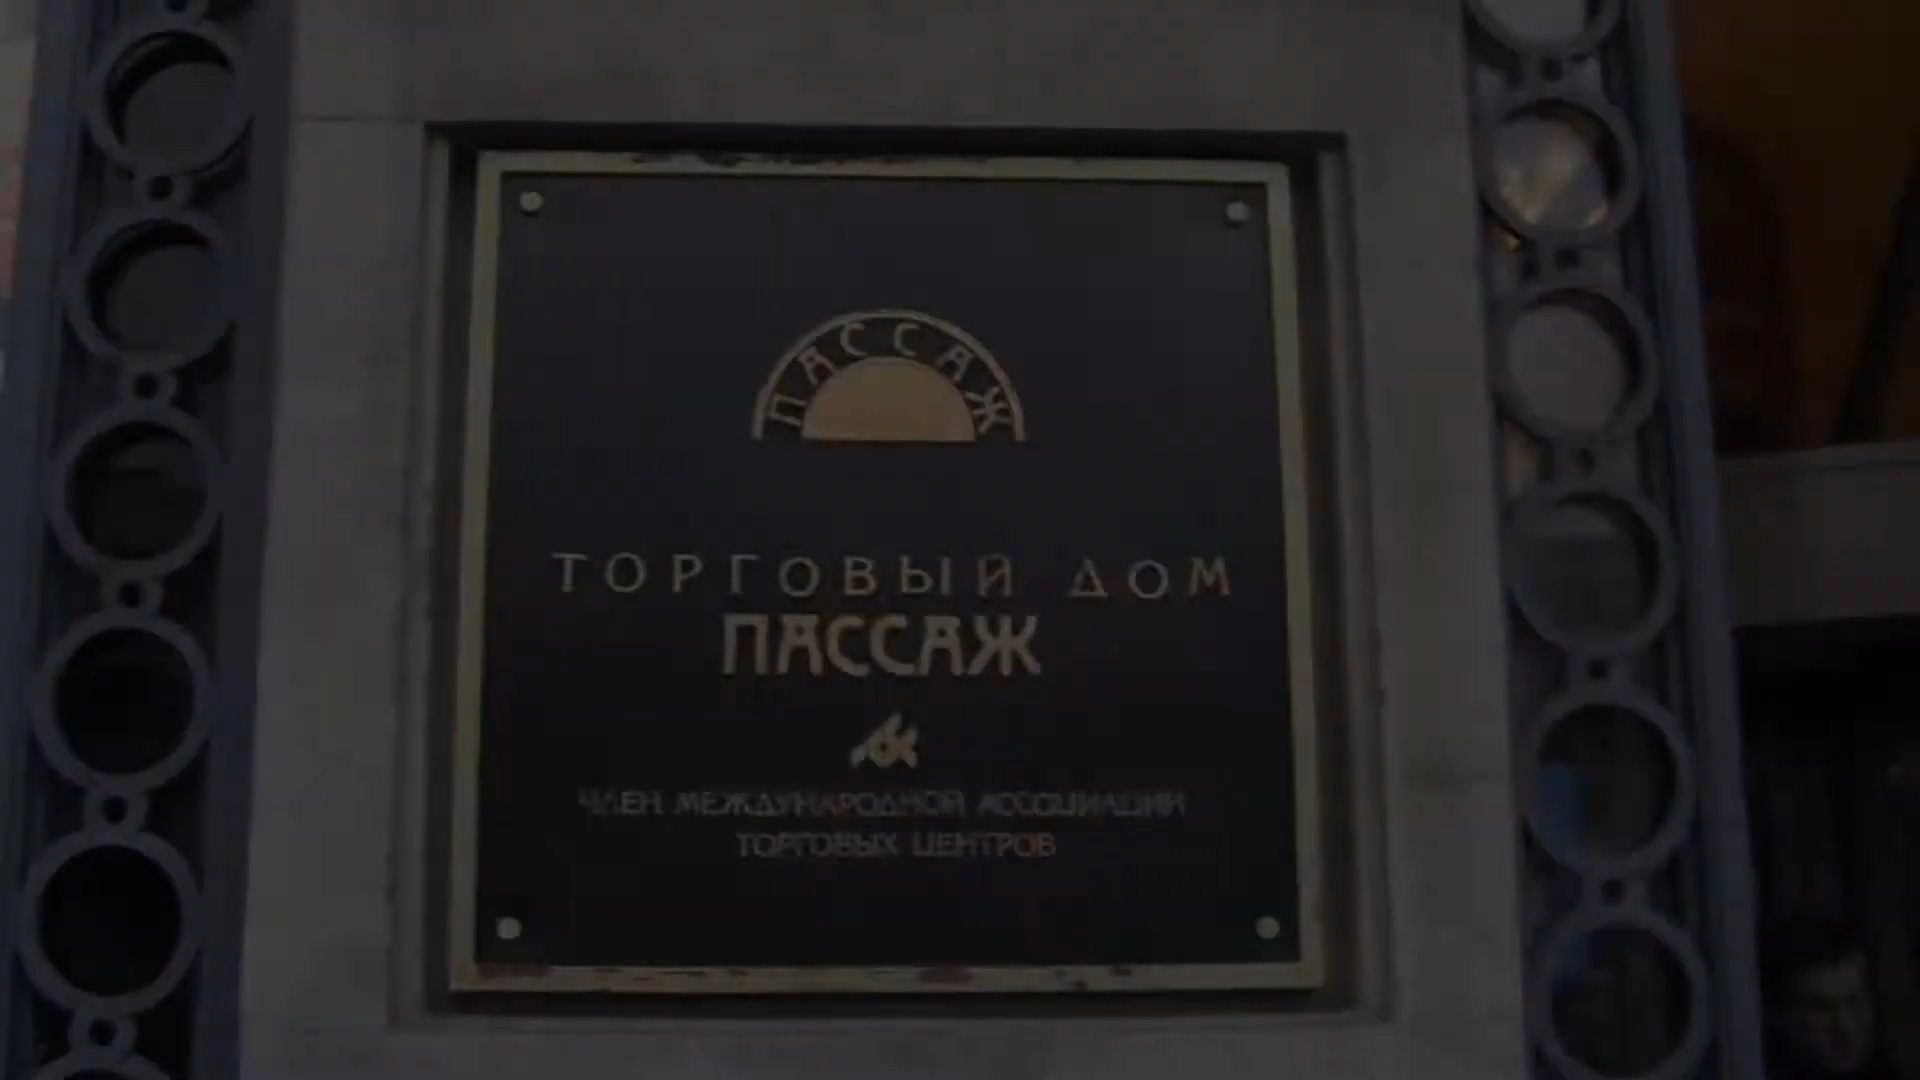 ПАССАЖ
ТОРГОВЫЙ ДОМ
ПАССАЖ
ЧЛЕН МЕЖДУНАРОДНОЙ АССОЦИАЦИИ
ТОРГОВЫХ ЦЕНТРОВ